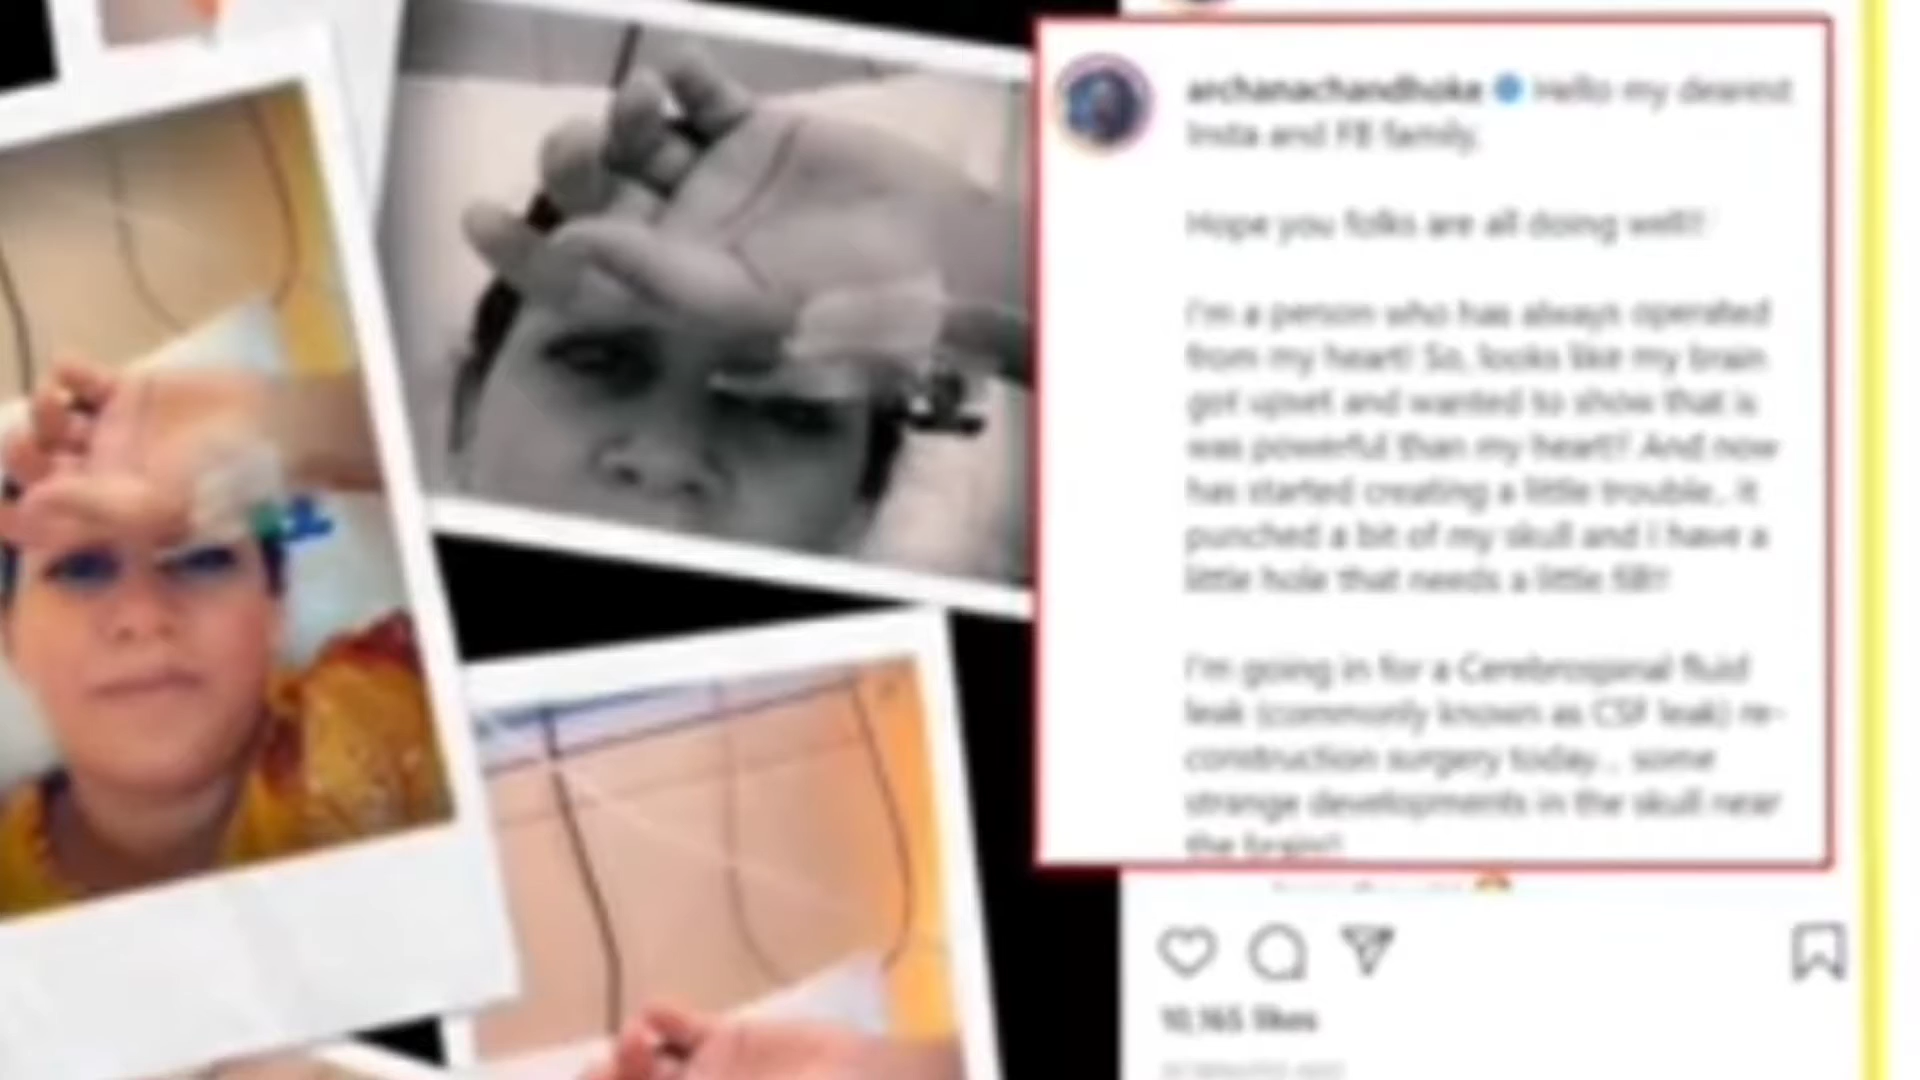 archanachandhoke Hello my dearest
Insta and FB family,
Hope you folks are all doing well!!
I'm a person who has always operated
from my heart! So, looks like my brain
got upset and wanted to show that is
was powerful than my heart!! And now
has started creating a little trouble.. it
punched a bit of my skull and i have a
little hole that needs a little fill!!
I'm going in for a Cerebrospinal fluid
leak (commonly known as CSF leak) re-
construction surgery today... some
strange developments in the skull near
the brain!!
10,165 likes